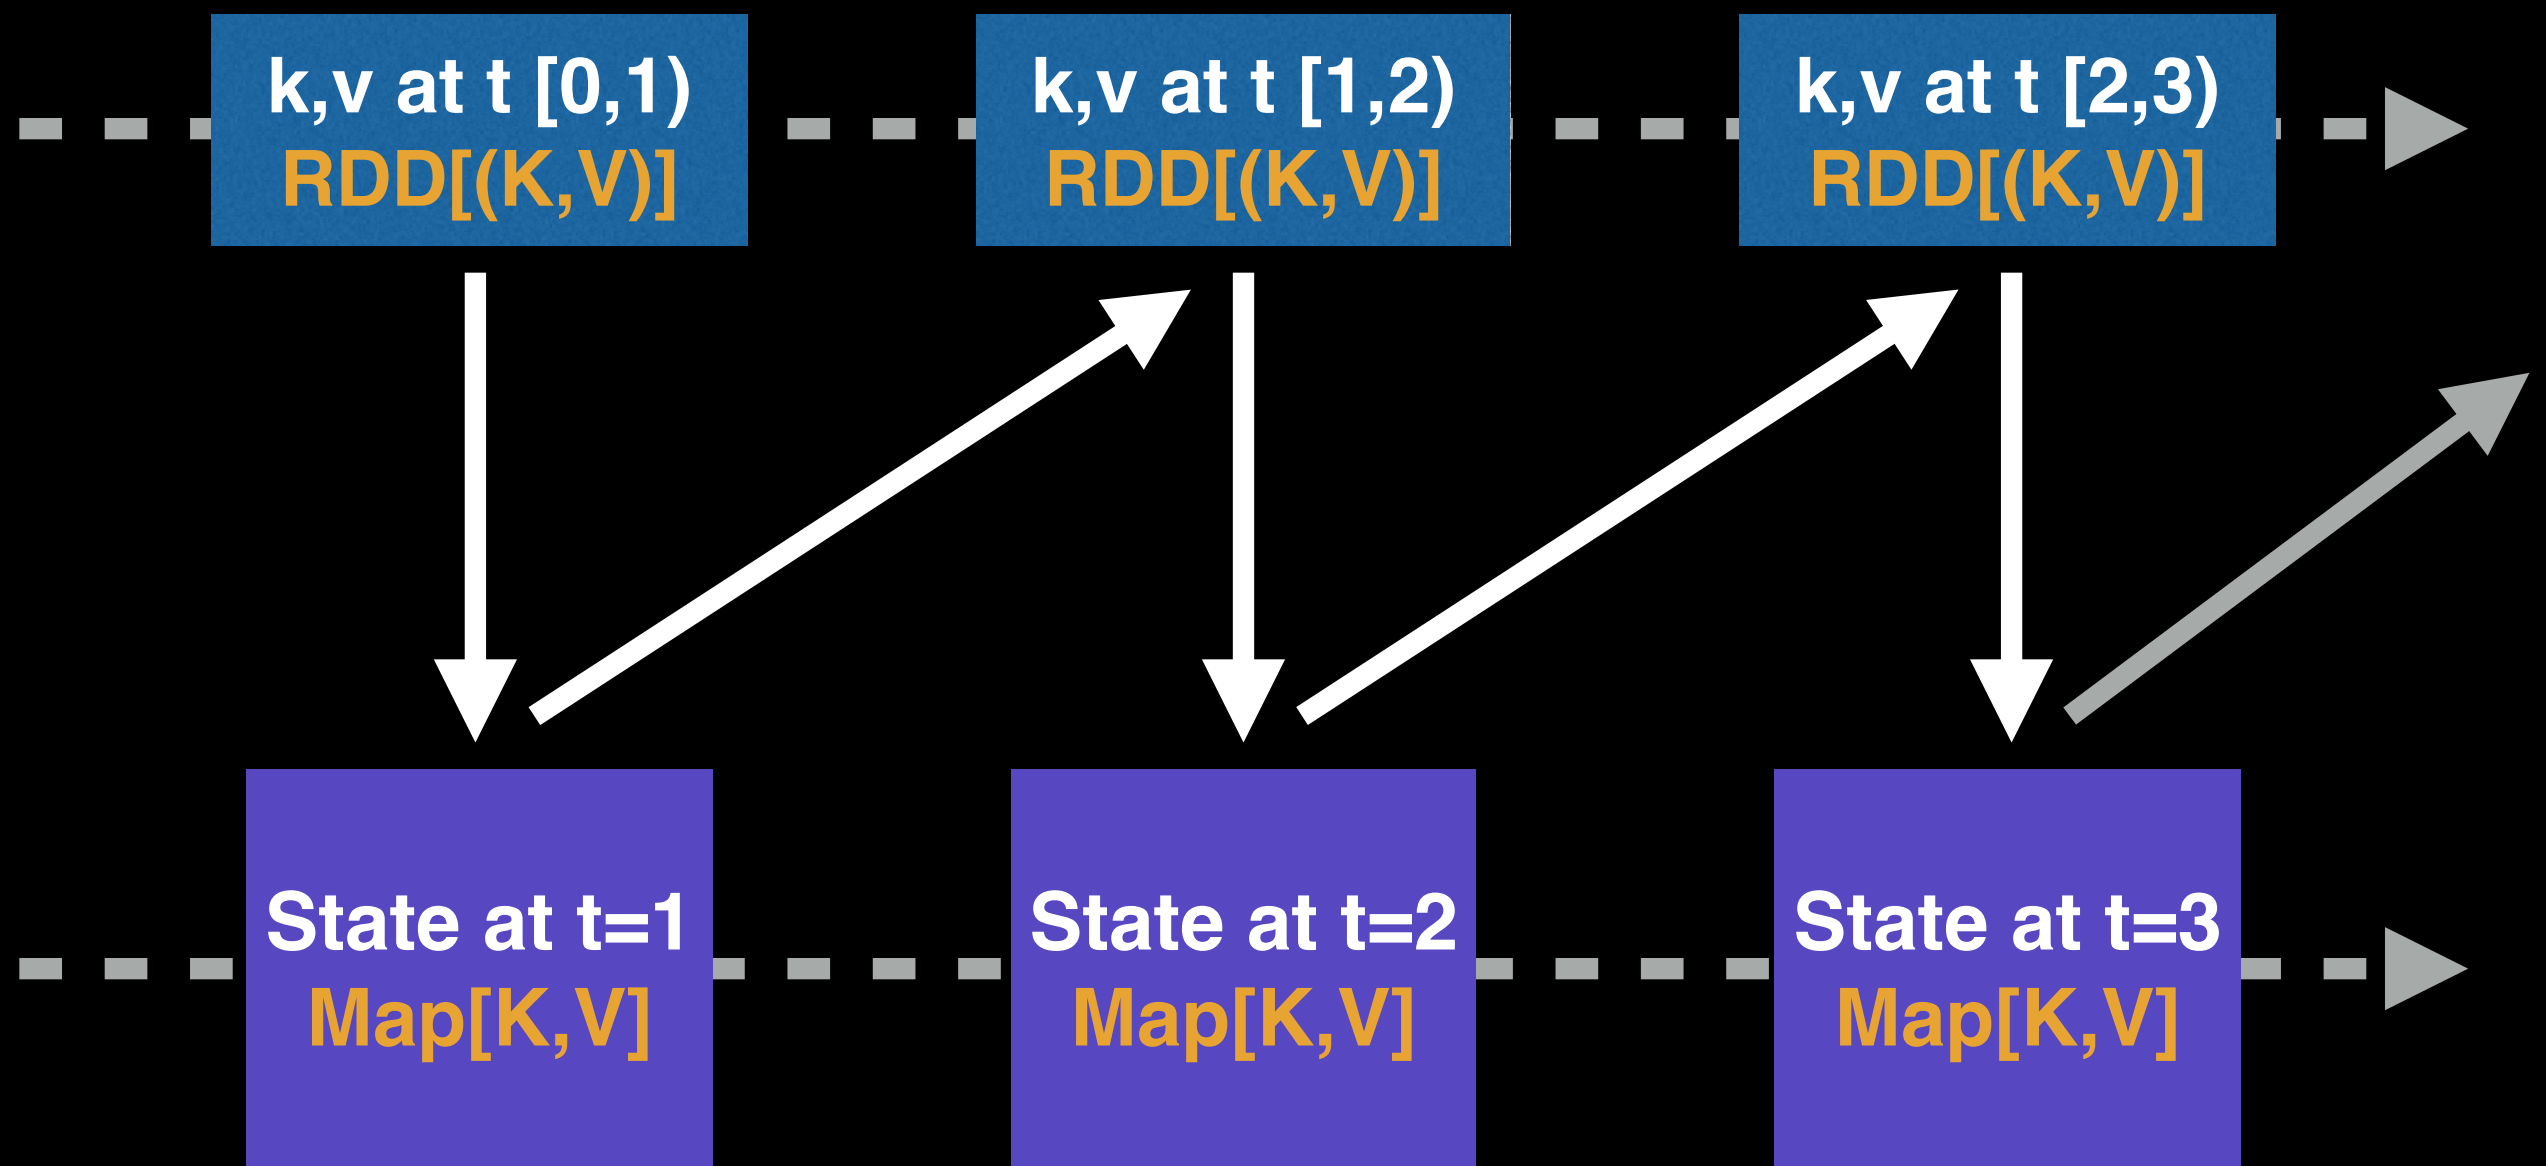 k,v at t [0,1)
RDD[(K,V)]
k,v at t [1,2)
RDD[(K,V)]
k,v at t [2,3)
RDD[(K,V)]
State at t=1
Map[K,V]
State at t=2
Map[K,V]
State at t=3
Map[K,V]